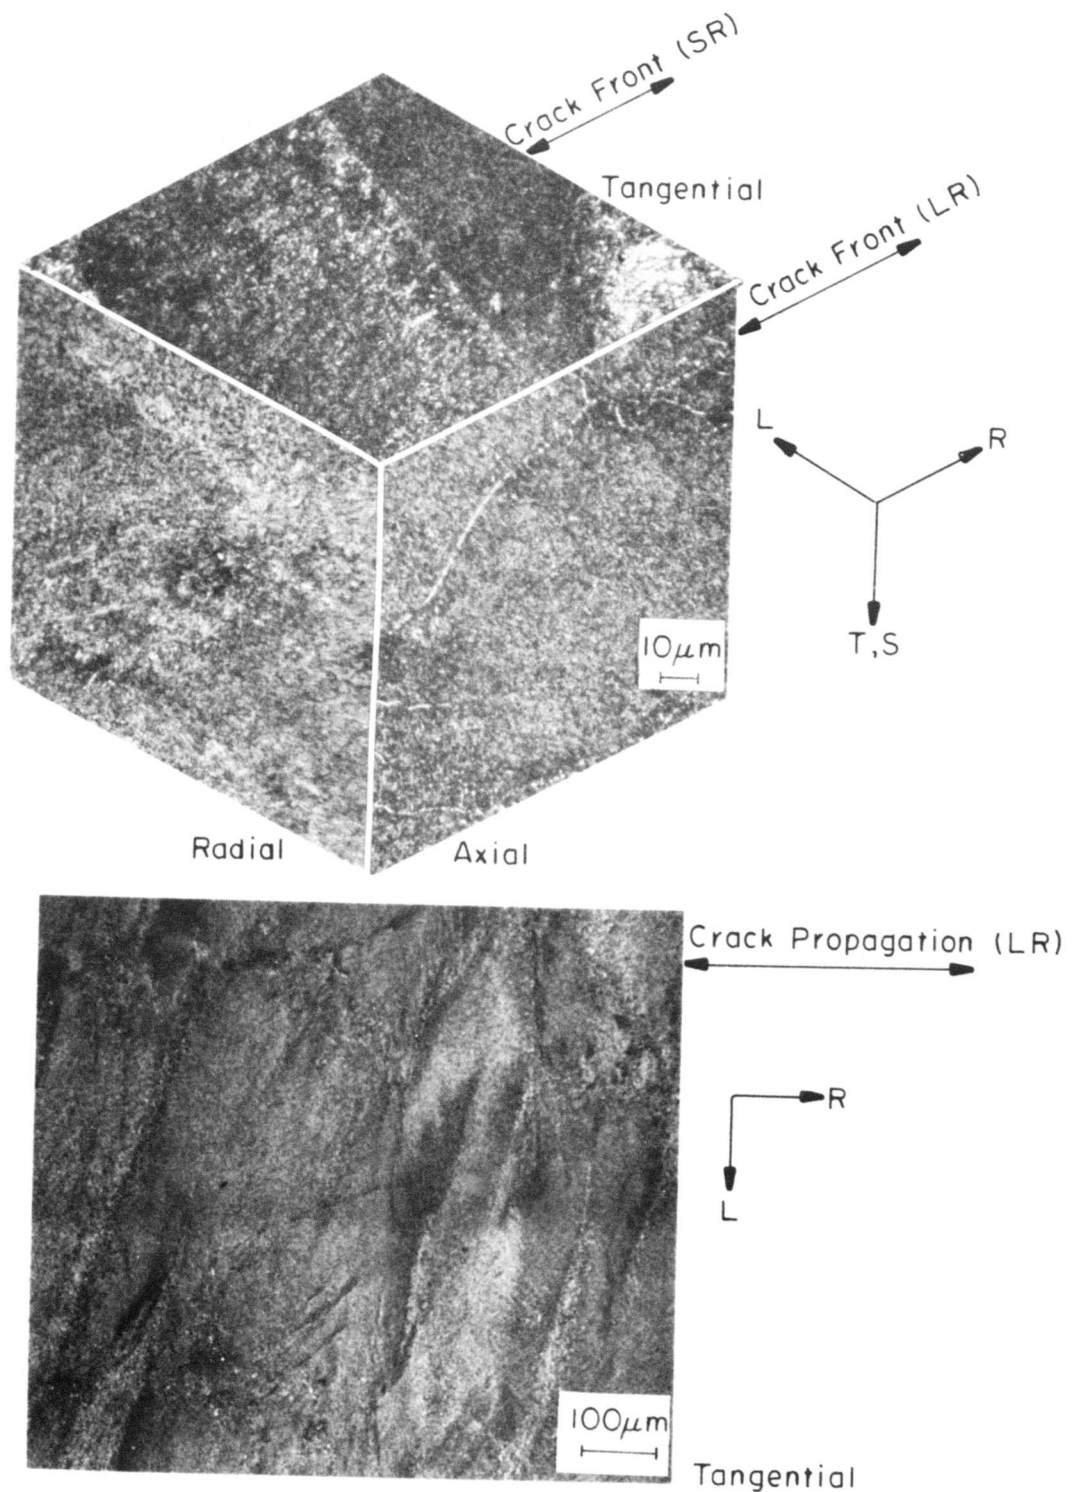 Crack Front (SR)
Tangential
Crack Front (LR)
L
R
T,S
10μm
Radial
Axial
Crack Propagation (LR)
R
L
100μm
Tangential